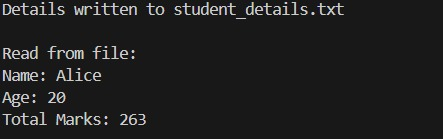 Details written to student_details.txt
Read from file:
Name: Alice
Age: 20
Total Marks: 263